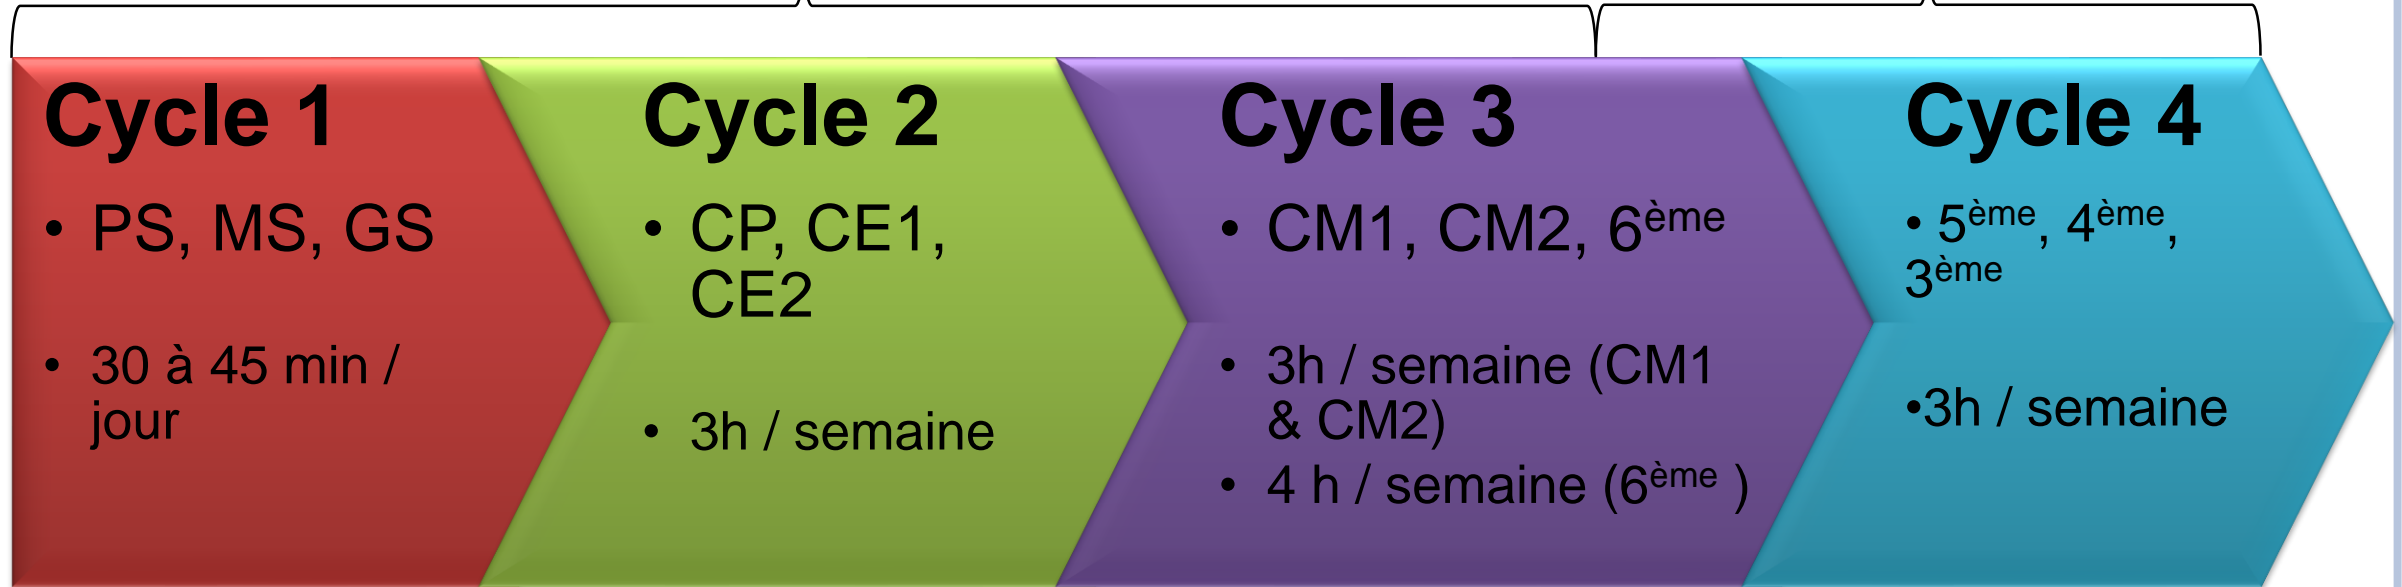 Cycle 1
• PS, MS, GS
• 30 à 45 min /
jour
Cycle 2
• CP, CE1,
CE2
• 3h / semaine
Cycle 3
• CM1, CM2, 6ème
• 3h / semaine (CM1
& CM2)
• 4 h / semaine (6ème )
Cycle 4
• 5ème, 4ème,
3ème
•3h / semaine